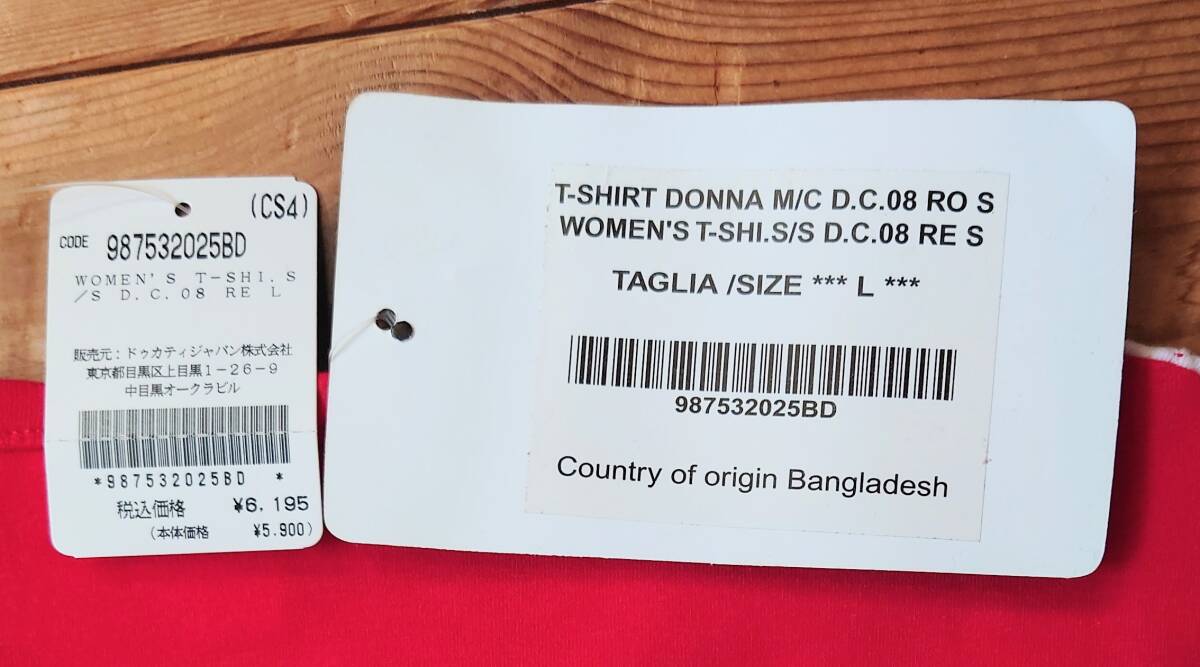 (CS4)
CODE 987532025BD
WOMEN'S T-SHI.S
/S D.C.08 RE L
販売元:ドゥカティジャパン株式会社
東京都目黒区上目黒1-26-9
中目黒オークラビル
*987532025BD *
税込価格 ¥6,195
(本体価格 ¥5,900)
T-SHIRT DONNA M/C D.C.08 RO S
WOMEN'S T-SHI.S/S D.C.08 RE S
TAGLIA /SIZE *** L ***
987532025BD
Country of origin Bangladesh